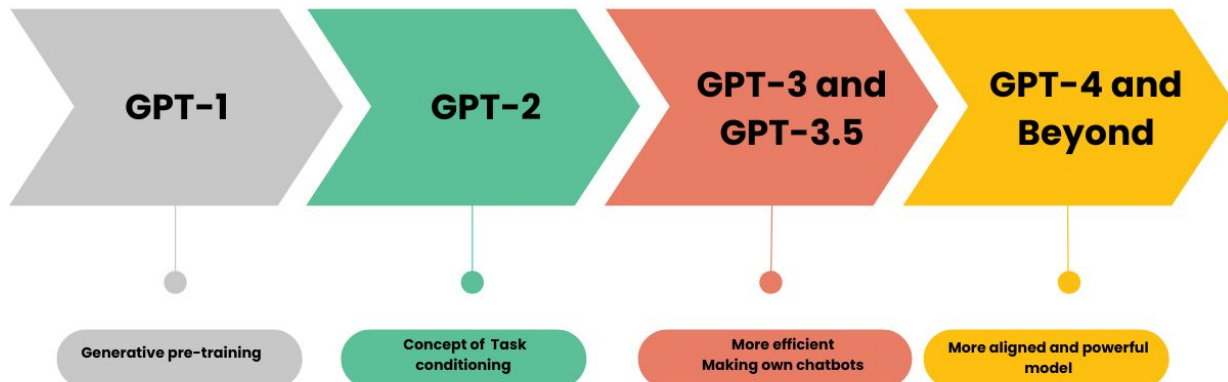 GPT-1
GPT-2
GPT-3 and
GPT-3.5
GPT-4 and
Beyond
Generative pre-training
Concept of Task
conditioning
More efficient
Making own chatbots
More aligned and powerful
model